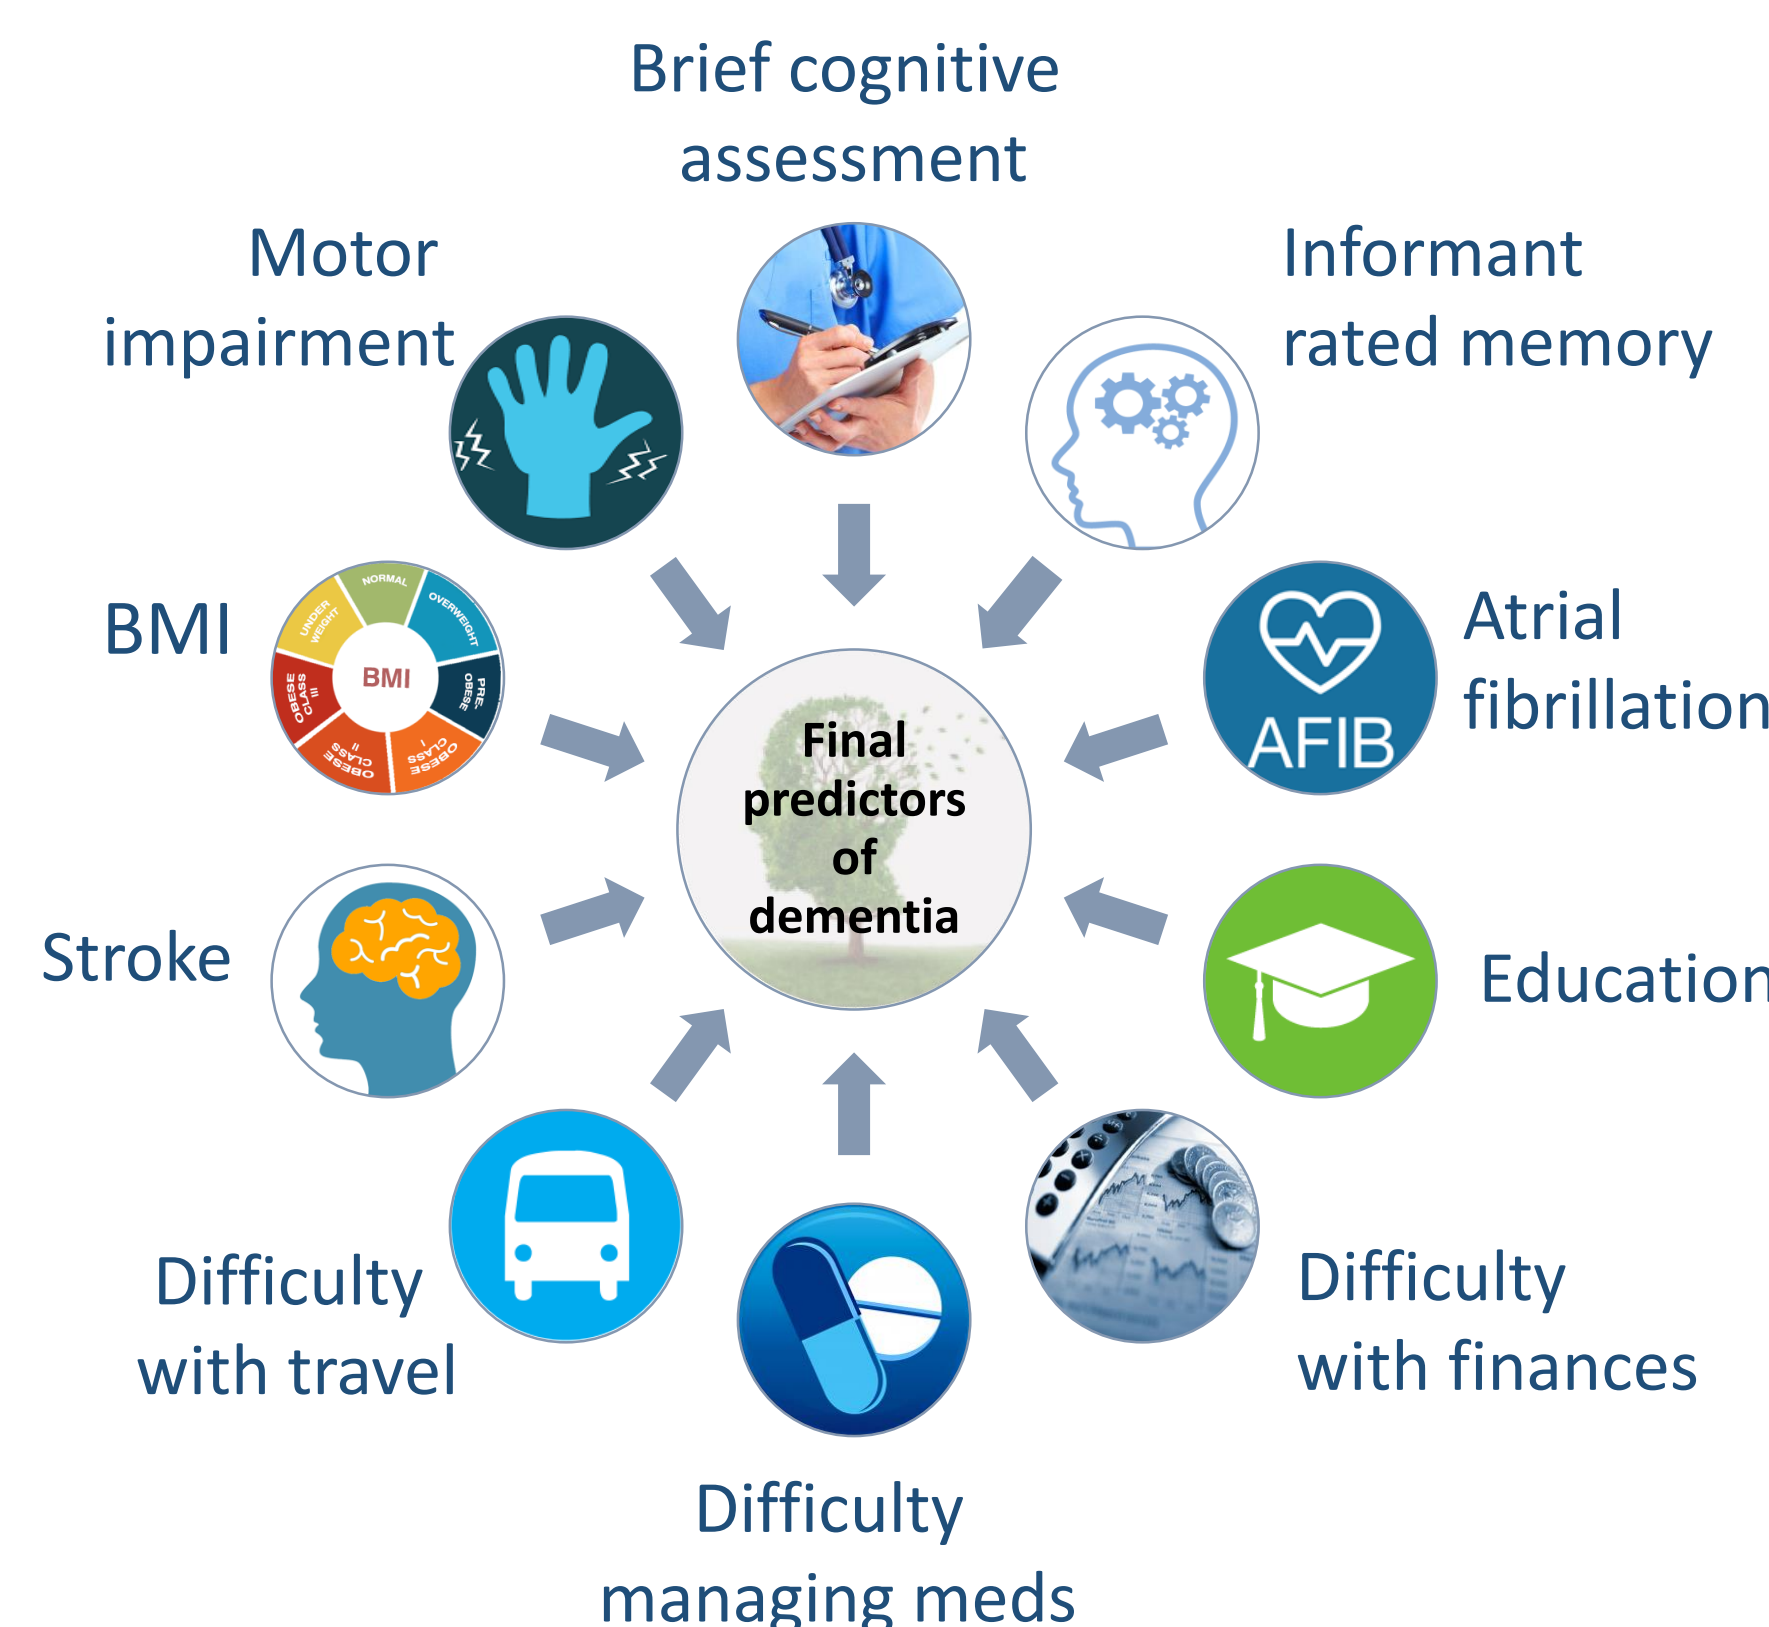 Brief cognitive
assessment
Informant
rated memory
Atrial
fibrillation
AFIB
Education
Difficulty
with finances
Difficulty
managing meds
Difficulty
with travel
Stroke
BMI
NORMAL
OVERWEIGHT
PRE-
OBESE
OBESE
CLASS
I
OBESE
CLASS
II
OBESE
CLASS
III
UNDER
WEIGHT
BMI
Motor
impairment
Final
predictors
of
dementia